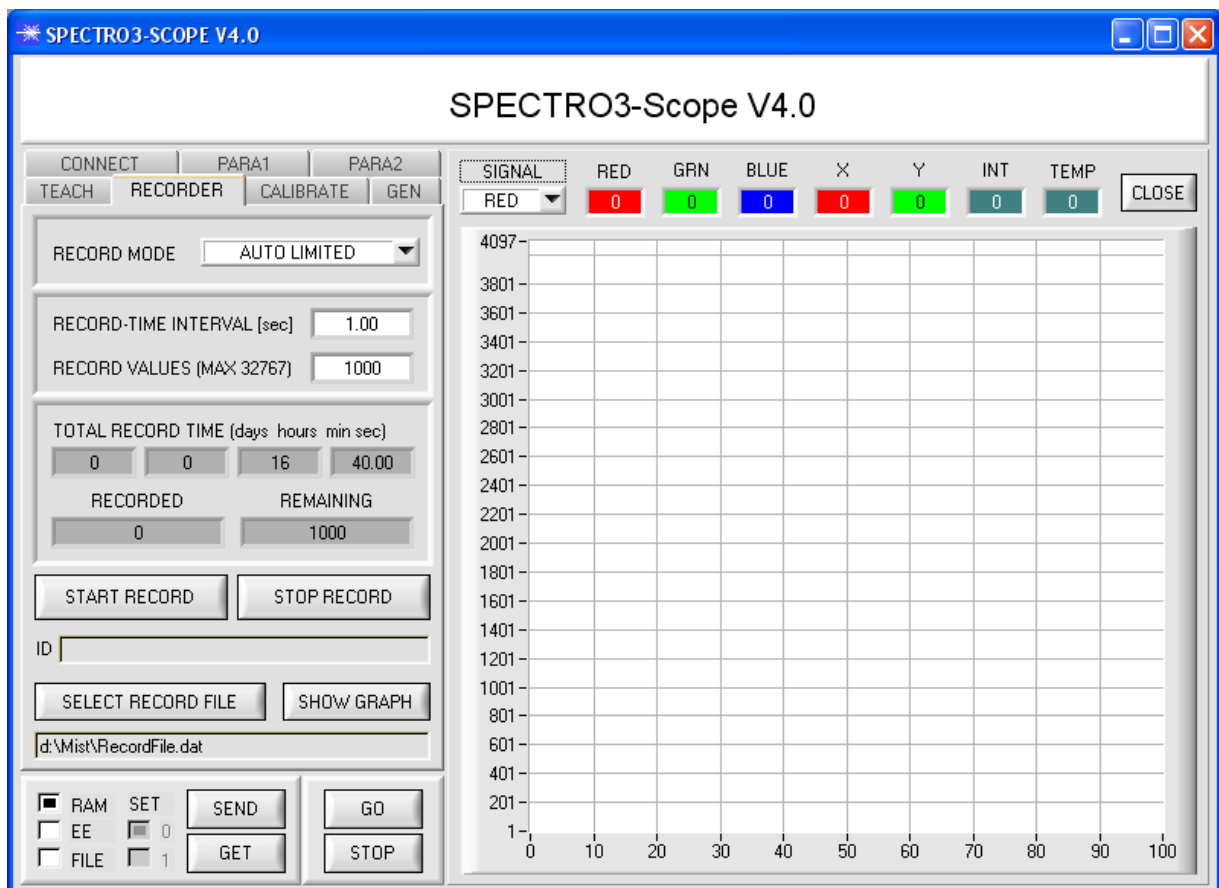 SPECTRO3-SCOPE V4.0
SPECTRO3-Scope V4.0
CONNECT PARA1 PARA2
TEACH RECORDER CALIBRATE GEN
RECORD MODE AUTO LIMITED
RECORD-TIME INTERVAL [sec] 1.00
RECORD VALUES (MAX 32767) 1000
TOTAL RECORD TIME (days hours min sec)
0 0 16 40.00
RECORDED REMAINING
0 1000
START RECORD STOP RECORD
ID
SELECT RECORD FILE SHOW GRAPH
d:\Mist\RecordFile.dat
RAM SET SEND GO
EE 0
FILE 1 GET STOP
SIGNAL RED GRN BLUE X Y INT TEMP
RED 0 0 0 0 0 0 0 CLOSE
4097
3801
3601
3401
3201
3001
2801
2601
2401
2201
2001
1801
1601
1401
1201
1001
801
601
401
201
1
0 10 20 30 40 50 60 70 80 90 100